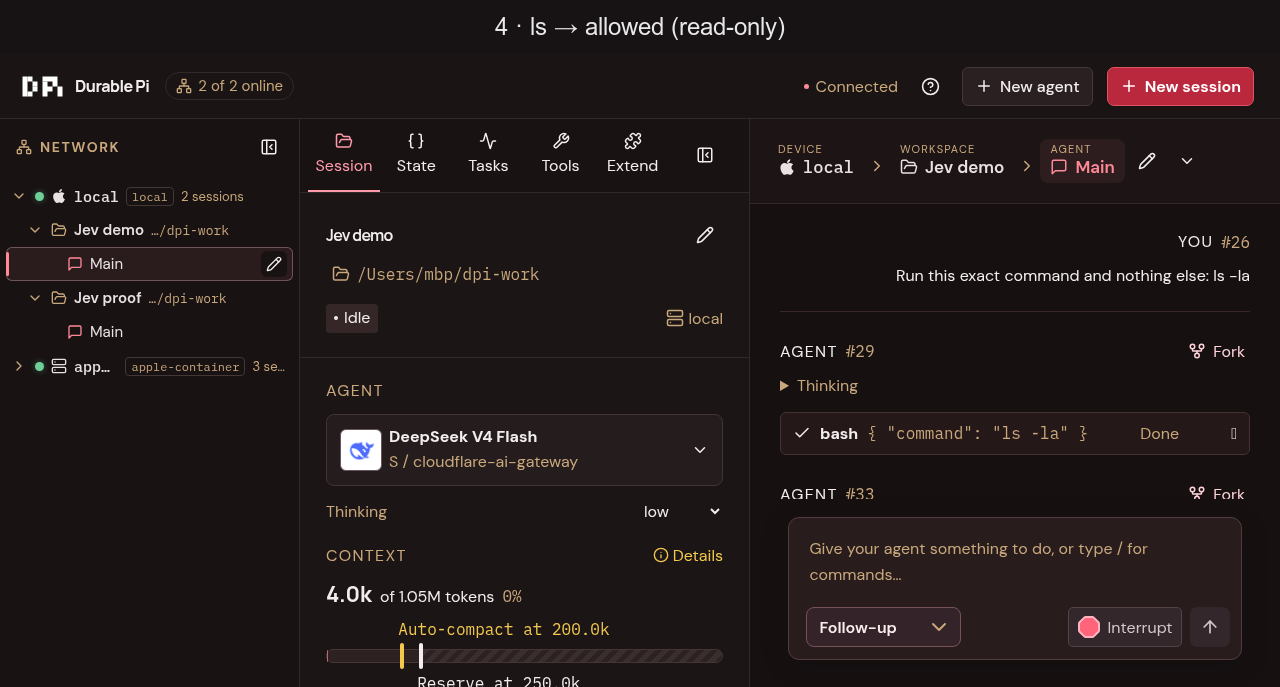 4 · ls → allowed (read-only)
DPi Durable Pi 2 of 2 online
Connected
+ New agent
+ New session
NETWORK
local local 2 sessions
Jev demo …/dpi-work
Main
Jev proof …/dpi-work
Main
app… apple-container 3 se…
Session
{} State
Tasks
Tools
Extend
Jev demo
/Users/mbp/dpi-work
• Idle
local
AGENT
DeepSeek V4 Flash
S / cloudflare-ai-gateway
Thinking low
CONTEXT Details
4.0k of 1.05M tokens 0%
Auto-compact at 200.0k
Reserve at 250.0k
DEVICE
local
WORKSPACE
Jev demo
AGENT
Main
YOU #26
Run this exact command and nothing else: ls -la
AGENT #29 Fork
Thinking
bash { "command": "ls -la" } Done
AGENT #33 Fork
Give your agent something to do, or type / for
commands…
Follow-up
Interrupt